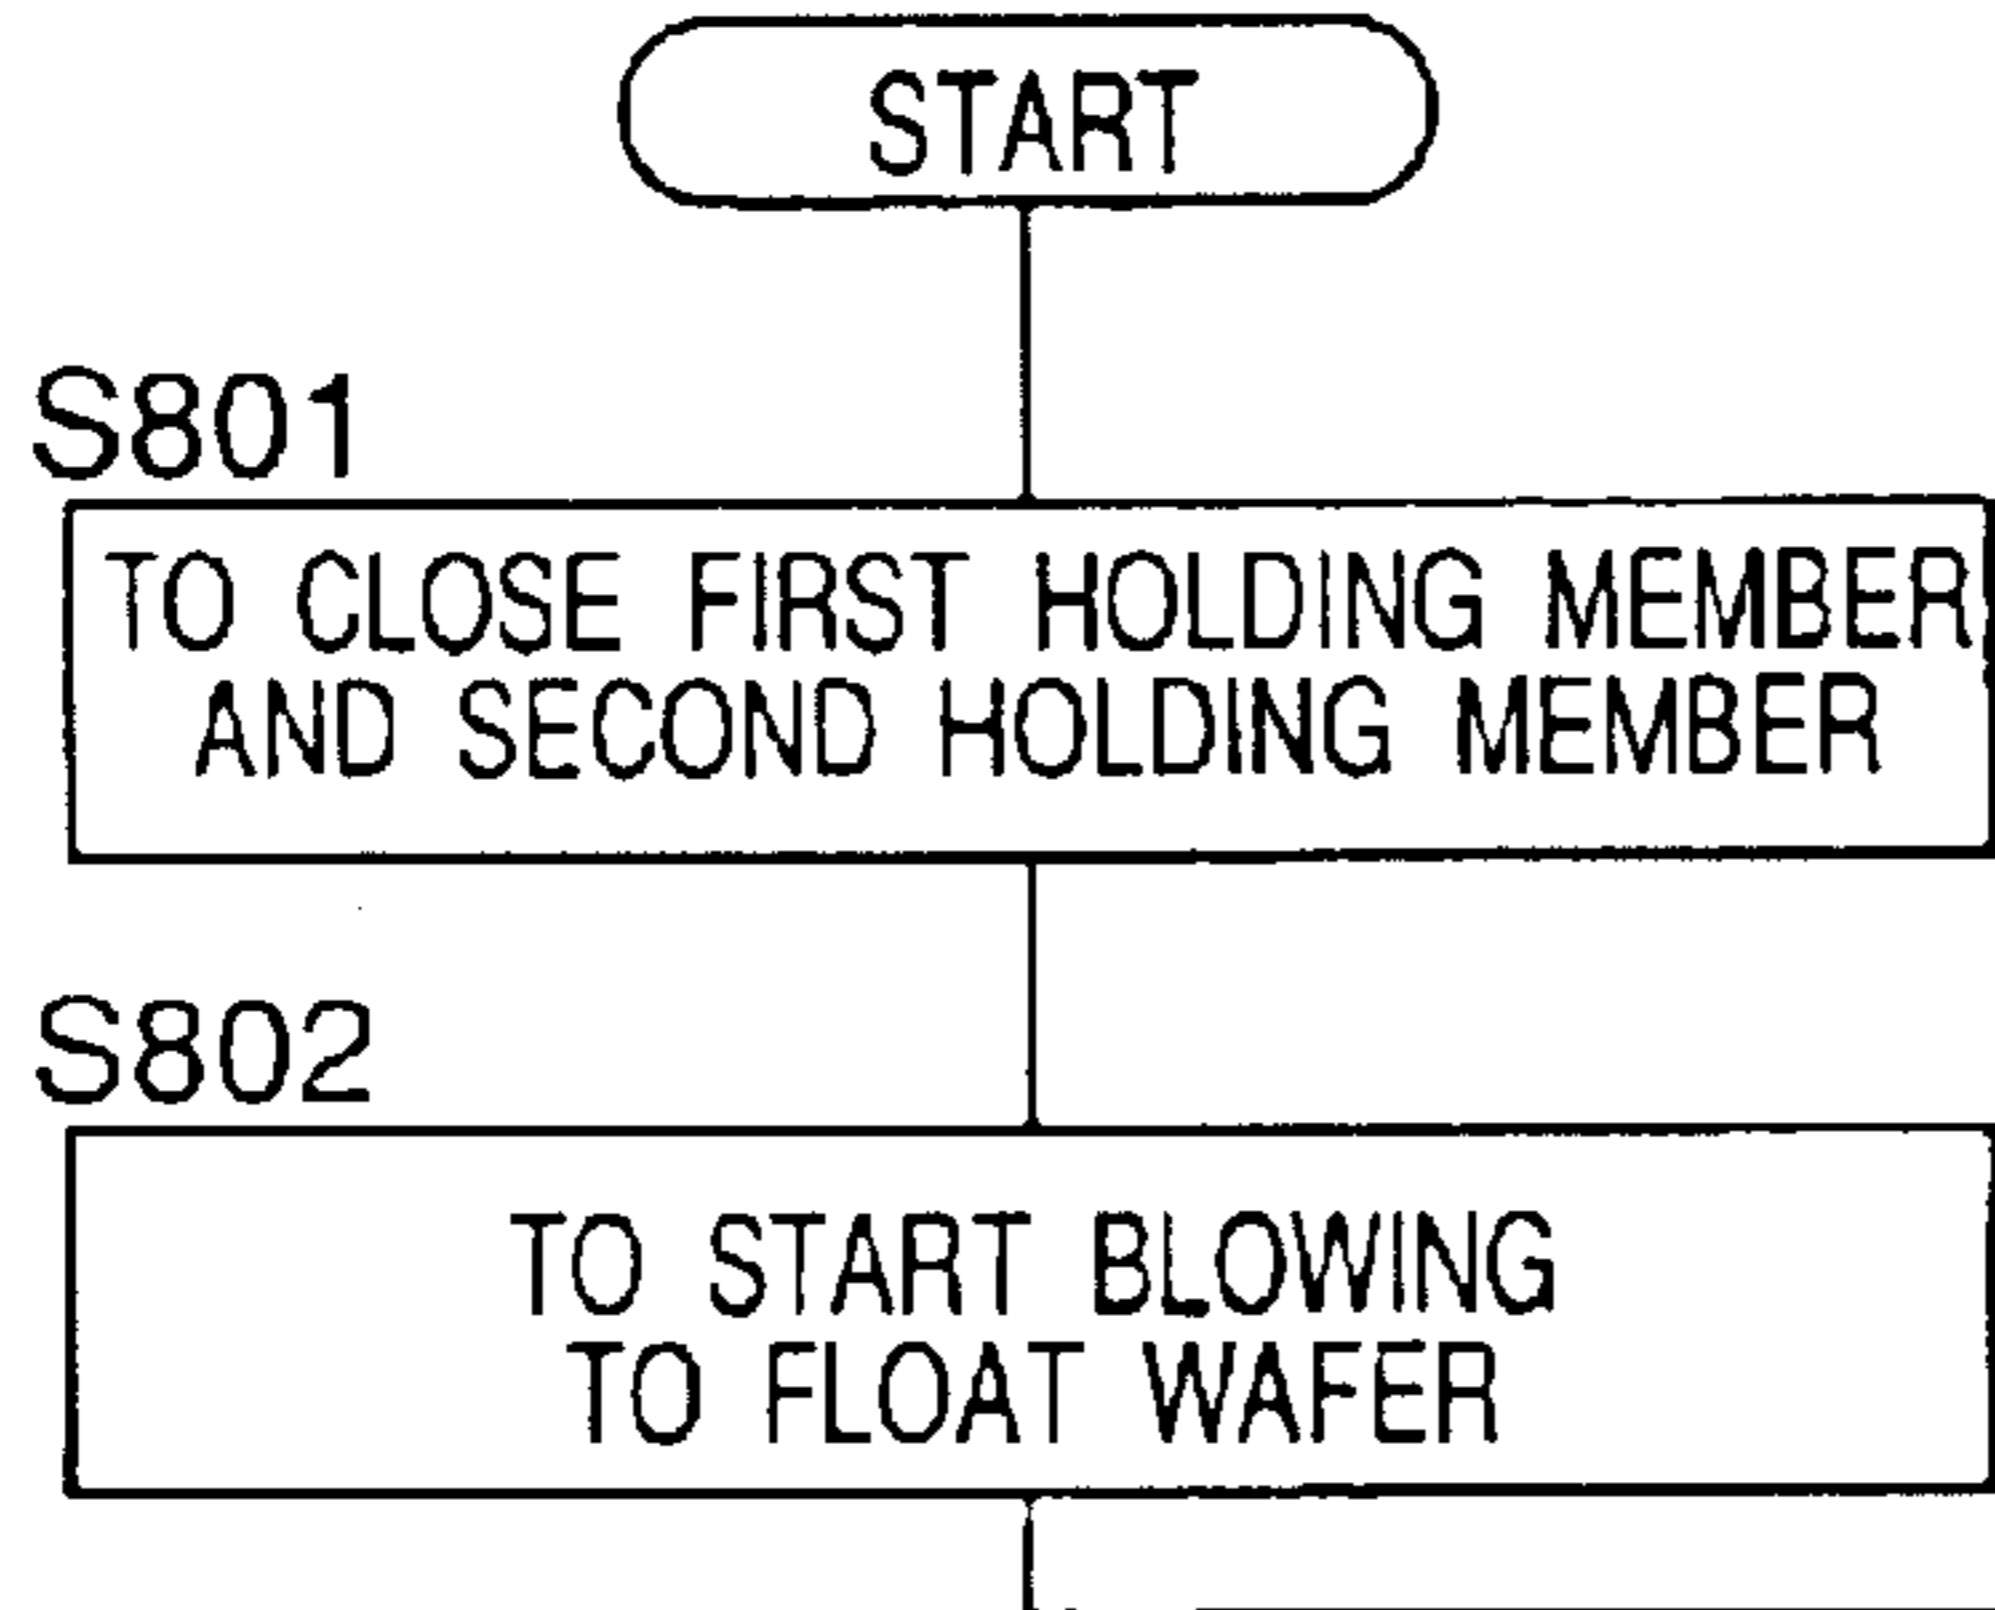 START
S801
TO CLOSE FIRST HOLDING MEMBER
AND SECOND HOLDING MEMBER
S802
TO START BLOWING
TO FLOAT WAFER